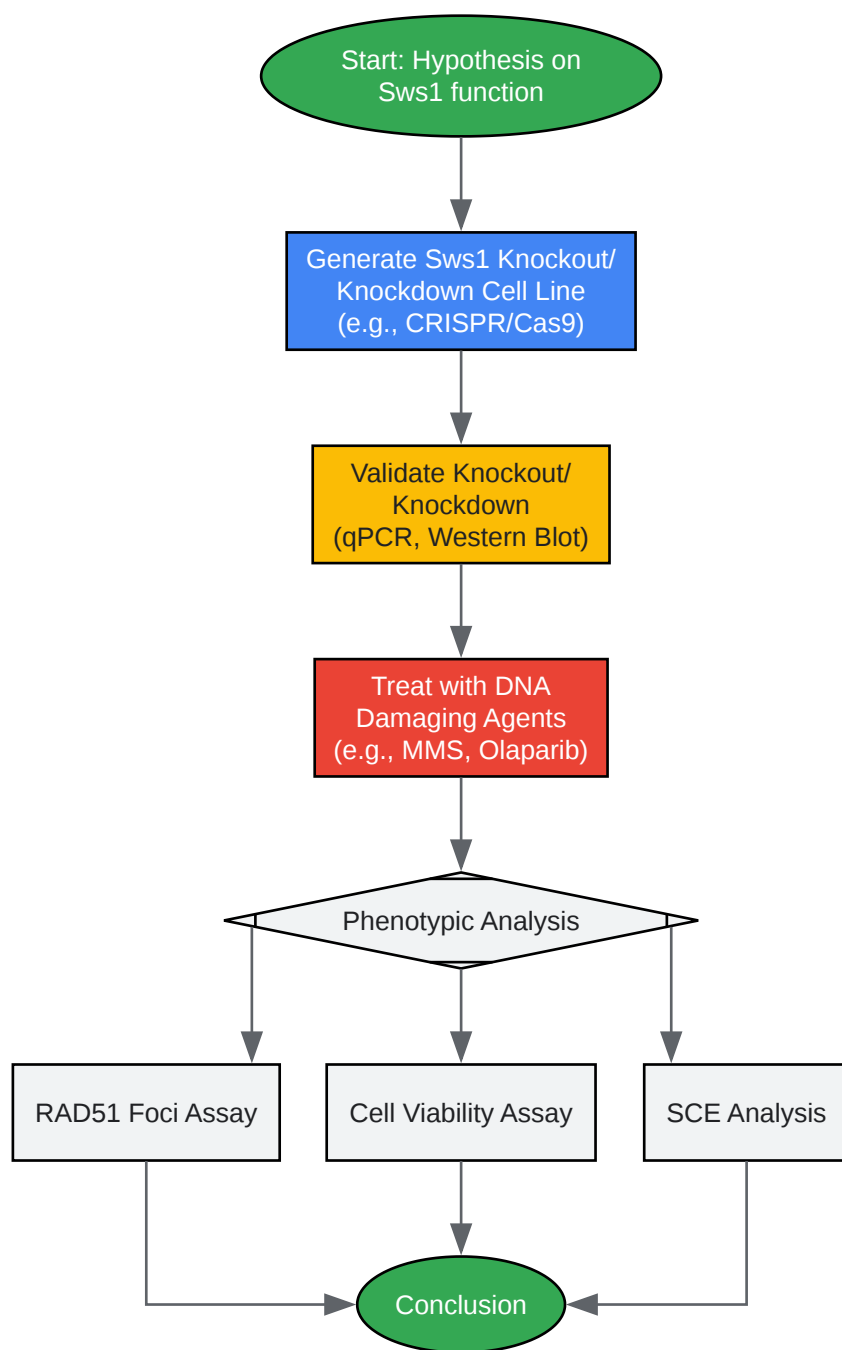 Start: Hypothesis on
Sws1 function
Generate Sws1 Knockout/
Knockdown Cell Line
(e.g., CRISPR/Cas9)
Validate Knockout/
Knockdown
(qPCR, Western Blot)
Treat with DNA
Damaging Agents
(e.g., MMS, Olaparib)
Phenotypic Analysis
RAD51 Foci Assay
Cell Viability Assay
SCE Analysis
Conclusion